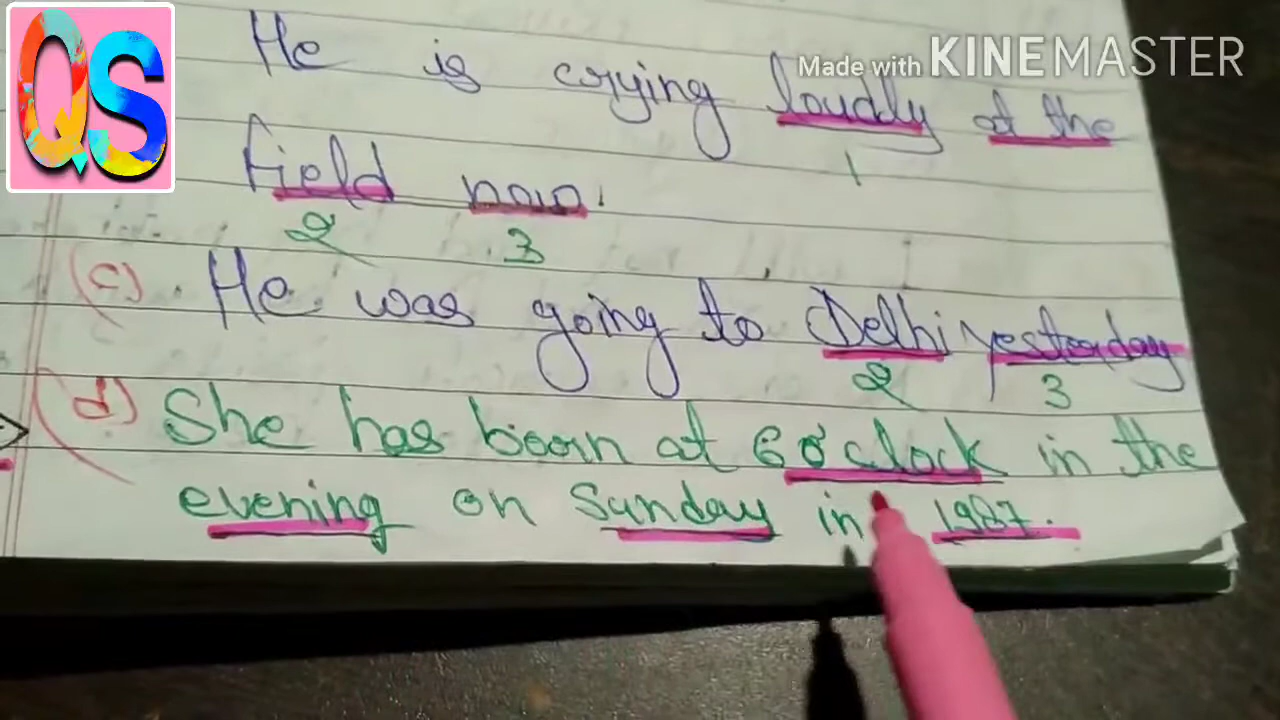 QS
Made with KINEMASTER
He is crying loudly at the
1
field now.
2 3
(c). He was going to Delhi yesterday
2 3
(d) She has born at 6 o'clock in the
evening on Sunday in 1987.